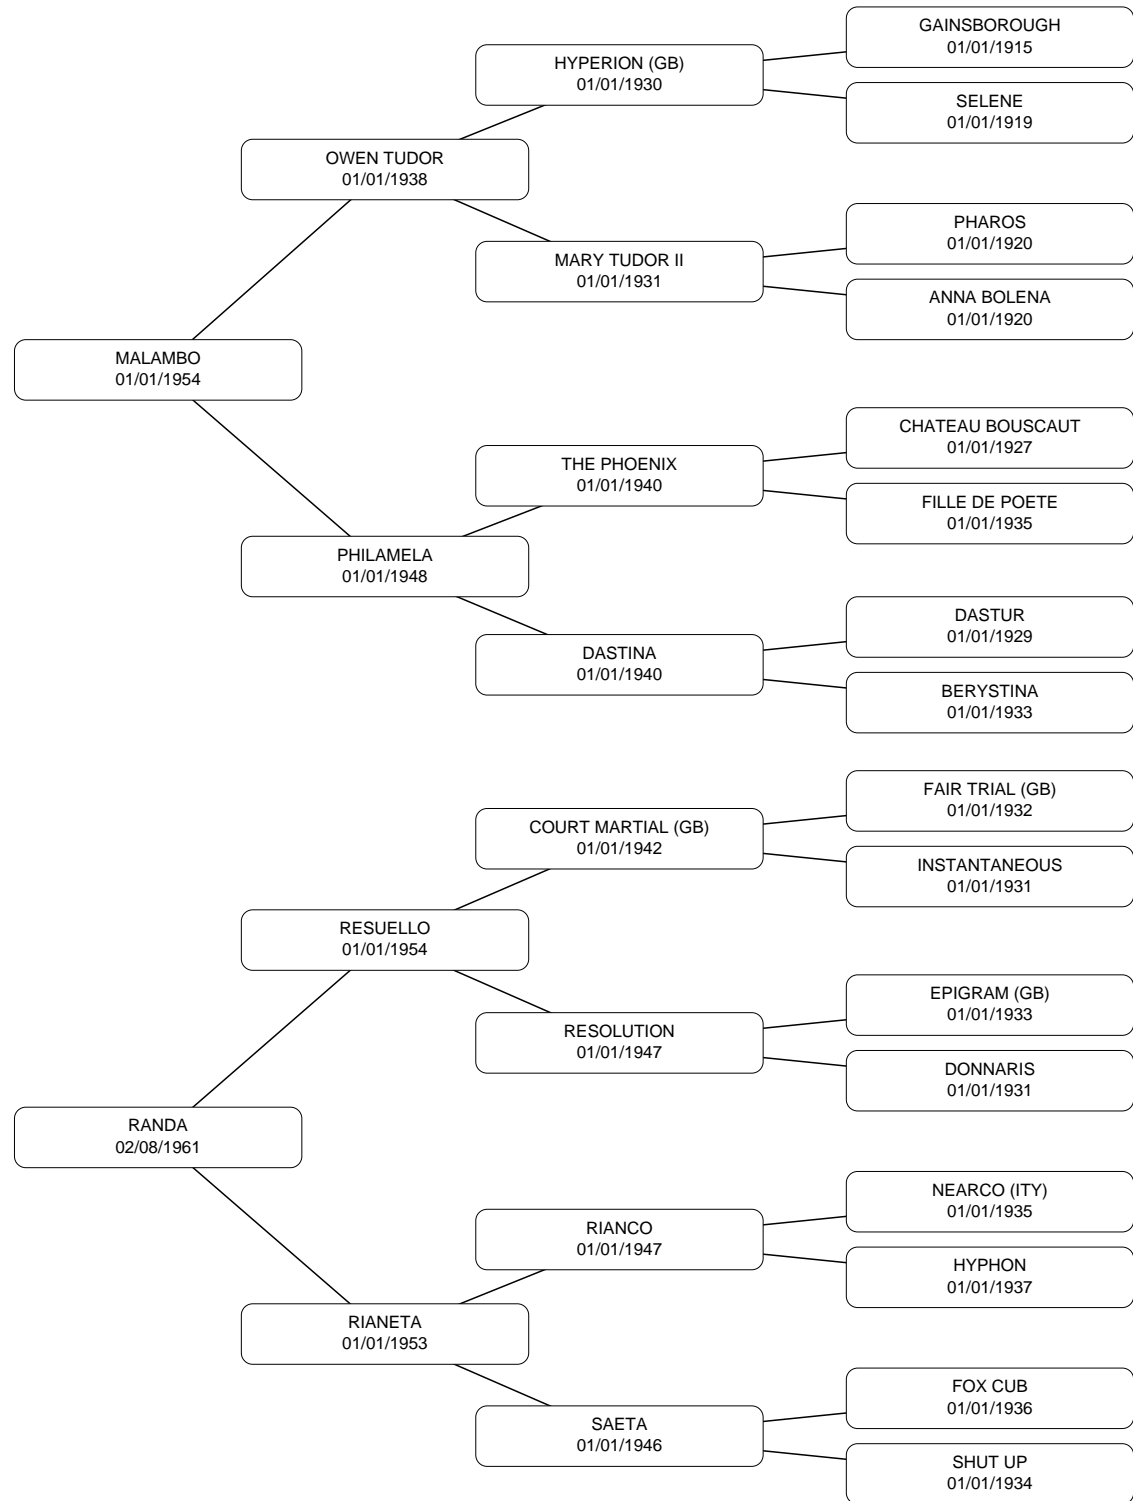 GAINSBOROUGH
01/01/1915
HYPERION (GB)
01/01/1930
SELENE
01/01/1919
OWEN TUDOR
01/01/1938
PHAROS
01/01/1920
MARY TUDOR II
01/01/1931
ANNA BOLENA
01/01/1920
MALAMBO
01/01/1954
CHATEAU BOUSCAUT
01/01/1927
THE PHOENIX
01/01/1940
FILLE DE POETE
01/01/1935
PHILAMELA
01/01/1948
DASTUR
01/01/1929
DASTINA
01/01/1940
BERYSTINA
01/01/1933
FAIR TRIAL (GB)
01/01/1932
COURT MARTIAL (GB)
01/01/1942
INSTANTANEOUS
01/01/1931
RESUELLO
01/01/1954
EPIGRAM (GB)
01/01/1933
RESOLUTION
01/01/1947
DONNARIS
01/01/1931
RANDA
02/08/1961
NEARCO (ITY)
01/01/1935
RIANCO
01/01/1947
HYPHON
01/01/1937
RIANETA
01/01/1953
FOX CUB
01/01/1936
SAETA
01/01/1946
SHUT UP
01/01/1934